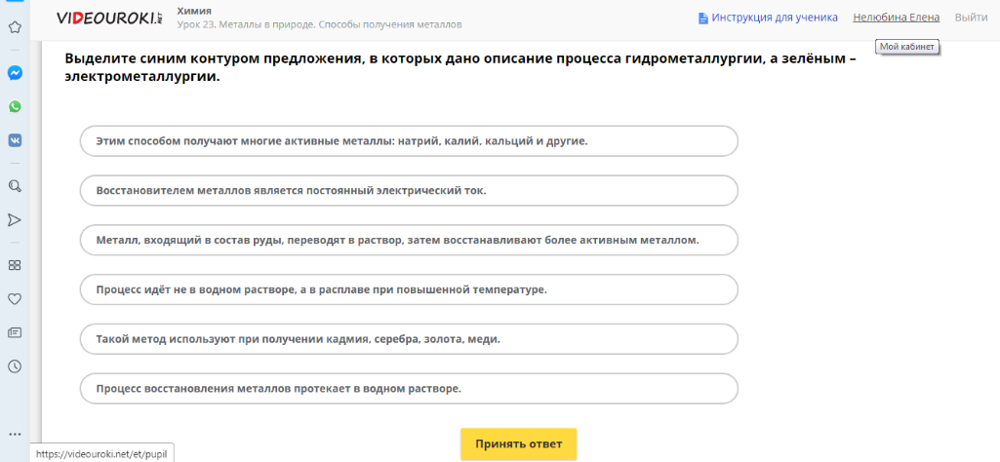 VIDEOUROKI.NET
Химия
Урок 23. Металлы в природе. Способы получения металлов
Инструкция для ученика
Нелюбина Елена
Выйти
Мой кабинет
Выделите синим контуром предложения, в которых дано описание процесса гидрометаллургии, а зелёным –
электрометаллургии.
Этим способом получают многие активные металлы: натрий, калий, кальций и другие.
Восстановителем металлов является постоянный электрический ток.
Металл, входящий в состав руды, переводят в раствор, затем восстанавливают более активным металлом.
Процесс идёт не в водном растворе, а в расплаве при повышенной температуре.
Такой метод используют при получении кадмия, серебра, золота, меди.
Процесс восстановления металлов протекает в водном растворе.
Принять ответ
https://videouroki.net/et/pupil